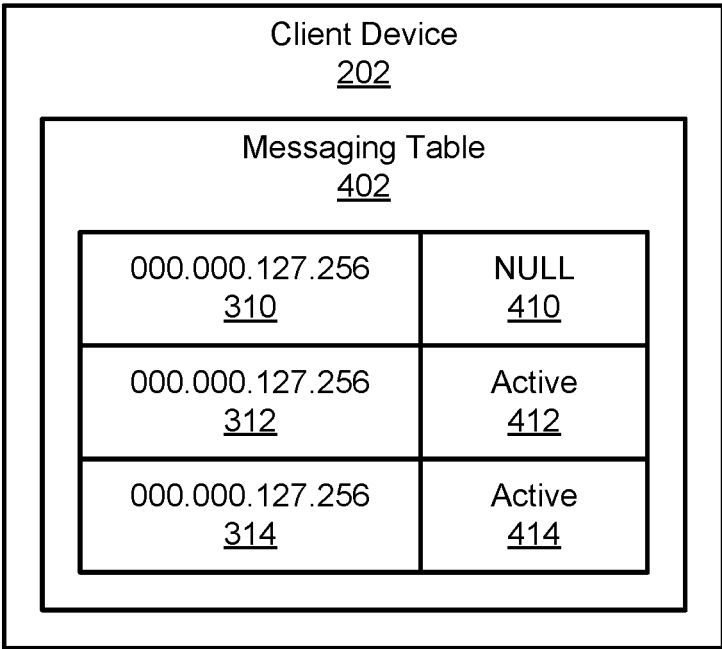 Client Device
202
Messaging Table
402
000.000.127.256 NULL
310 410
000.000.127.256 Active
312 412
000.000.127.256 Active
314 414